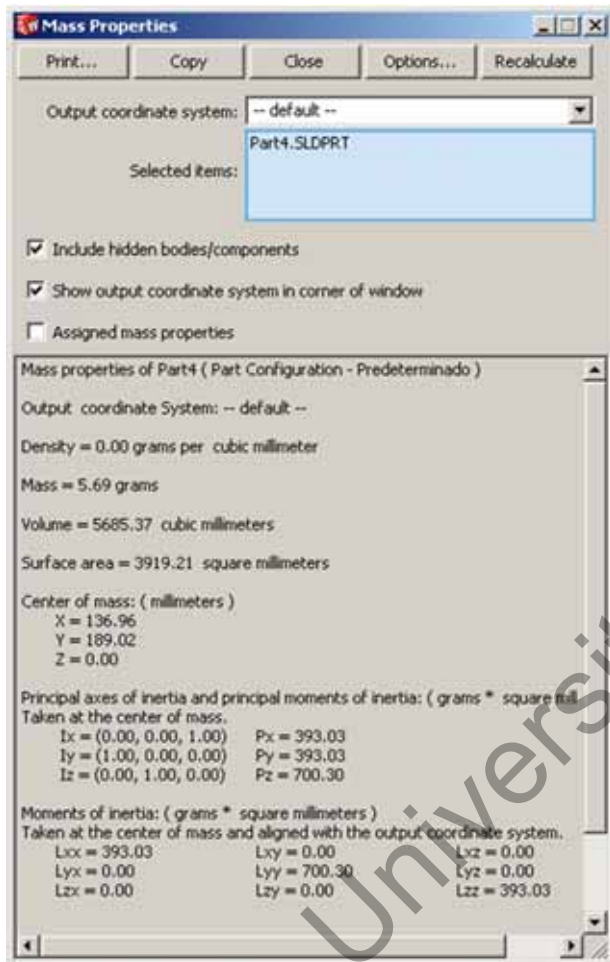 Mass Properties
Print... Copy Close Options... Recalculate
Output coordinate system: -- default --
Part4.SLDPRT
Selected items:
Include hidden bodies/components
Show output coordinate system in corner of window
Assigned mass properties
Mass properties of Part4 ( Part Configuration - Predeterminado )
Output coordinate System: -- default --
Density = 0.00 grams per cubic millimeter
Mass = 5.69 grams
Volume = 5685.37 cubic millimeters
Surface area = 3919.21 square millimeters
Center of mass: ( millimeters )
X = 136.96
Y = 189.02
Z = 0.00
Principal axes of inertia and principal moments of inertia: ( grams * square mill
Taken at the center of mass.
Ix = (0.00, 0.00, 1.00) Px = 393.03
Iy = (1.00, 0.00, 0.00) Py = 393.03
Iz = (0.00, 1.00, 0.00) Pz = 700.30
Moments of inertia: ( grams * square millimeters )
Taken at the center of mass and aligned with the output coordinate system.
Lxx = 393.03 Lxy = 0.00 Lxz = 0.00
Lyx = 0.00 Lyy = 700.30 Lyz = 0.00
Lzx = 0.00 Lzy = 0.00 Lzz = 393.03
Universit